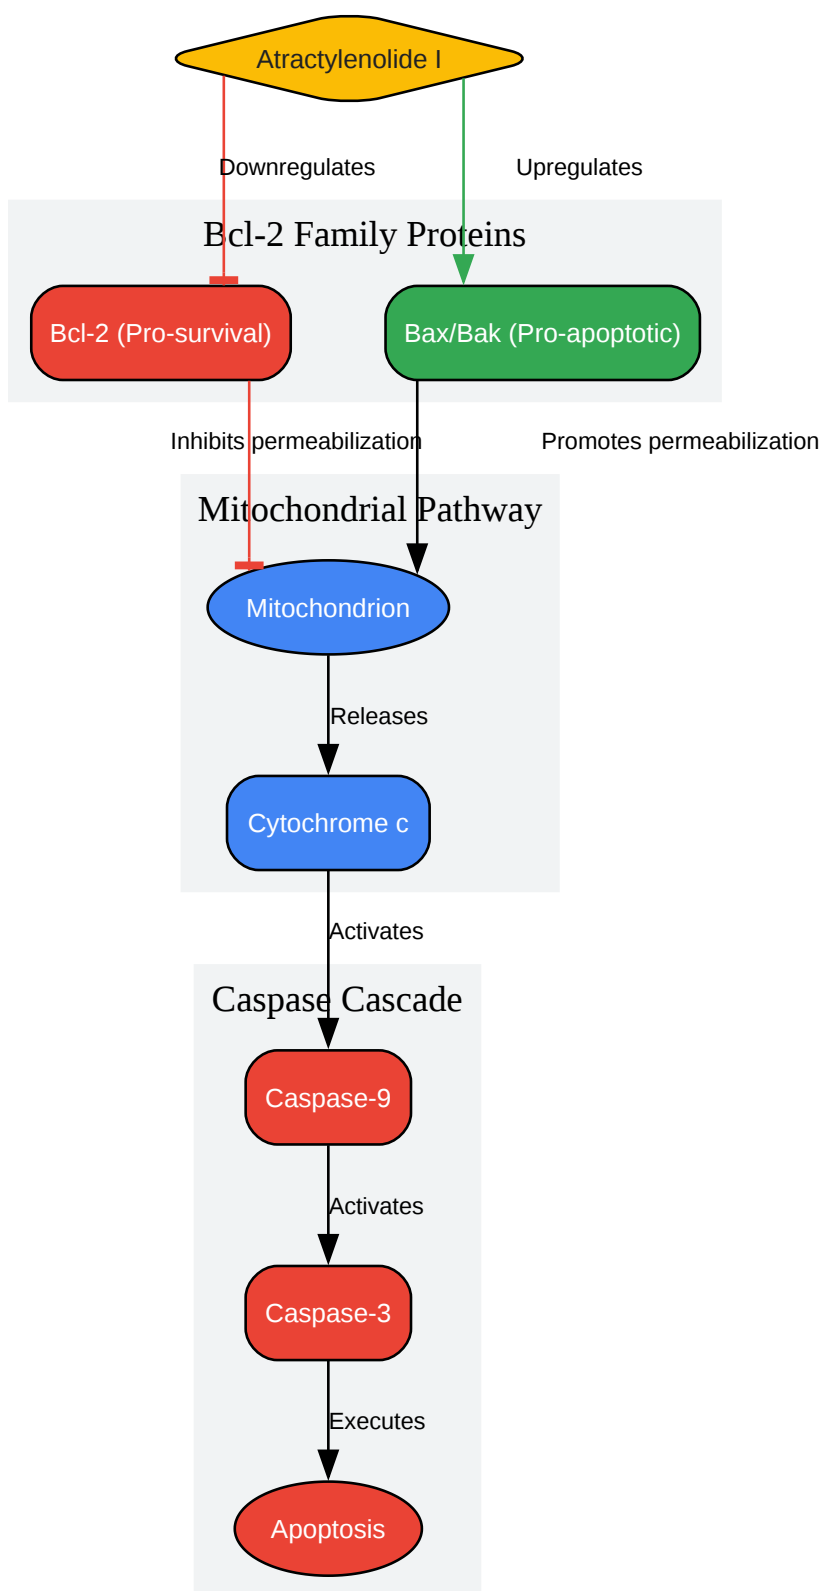 Atractylenolide I
Downregulates
Upregulates
Bcl-2 Family Proteins
Bcl-2 (Pro-survival)
Bax/Bak (Pro-apoptotic)
Inhibits permeabilization
Promotes permeabilization
Mitochondrial Pathway
Mitochondrion
Releases
Cytochrome c
Activates
Caspase Cascade
Caspase-9
Activates
Caspase-3
Executes
Apoptosis